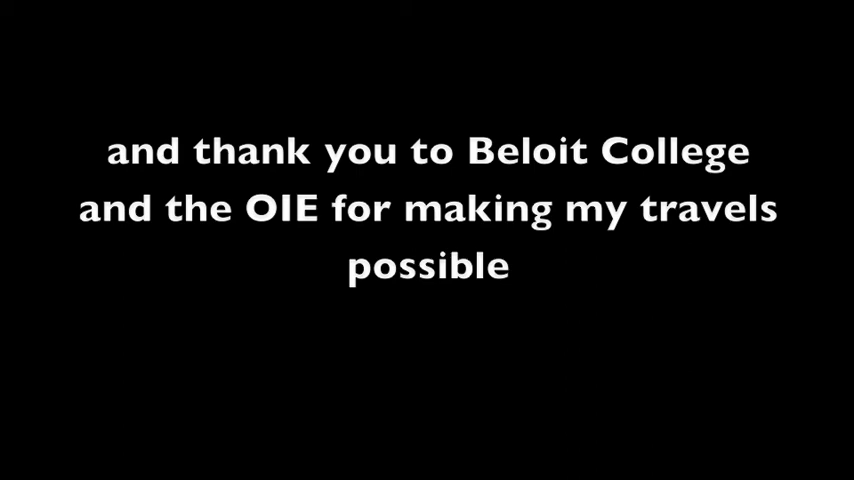 and thank you to Beloit College
and the OIE for making my travels
possible